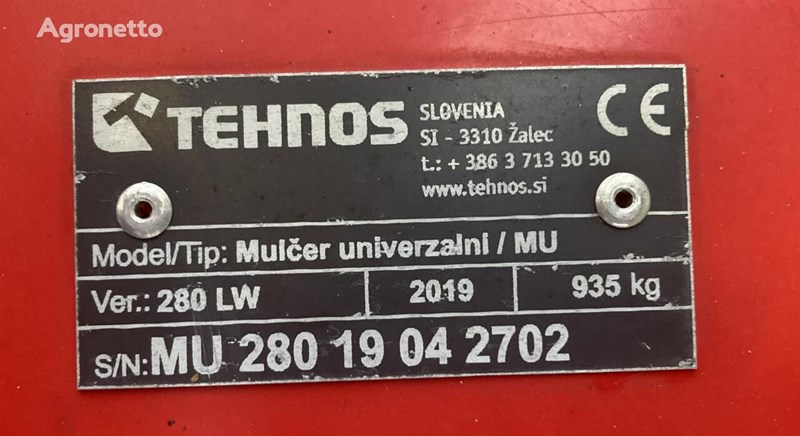 Agronetto
TEHNOS
SLOVENIA
SI - 3310 Žalec
t.: + 386 3 713 30 50
www.tehnos.si
CE
Model/Tip: Mulčer univerzalni / MU
Ver.: 280 LW 2019 935 kg
S/N: MU 280 19 04 2702